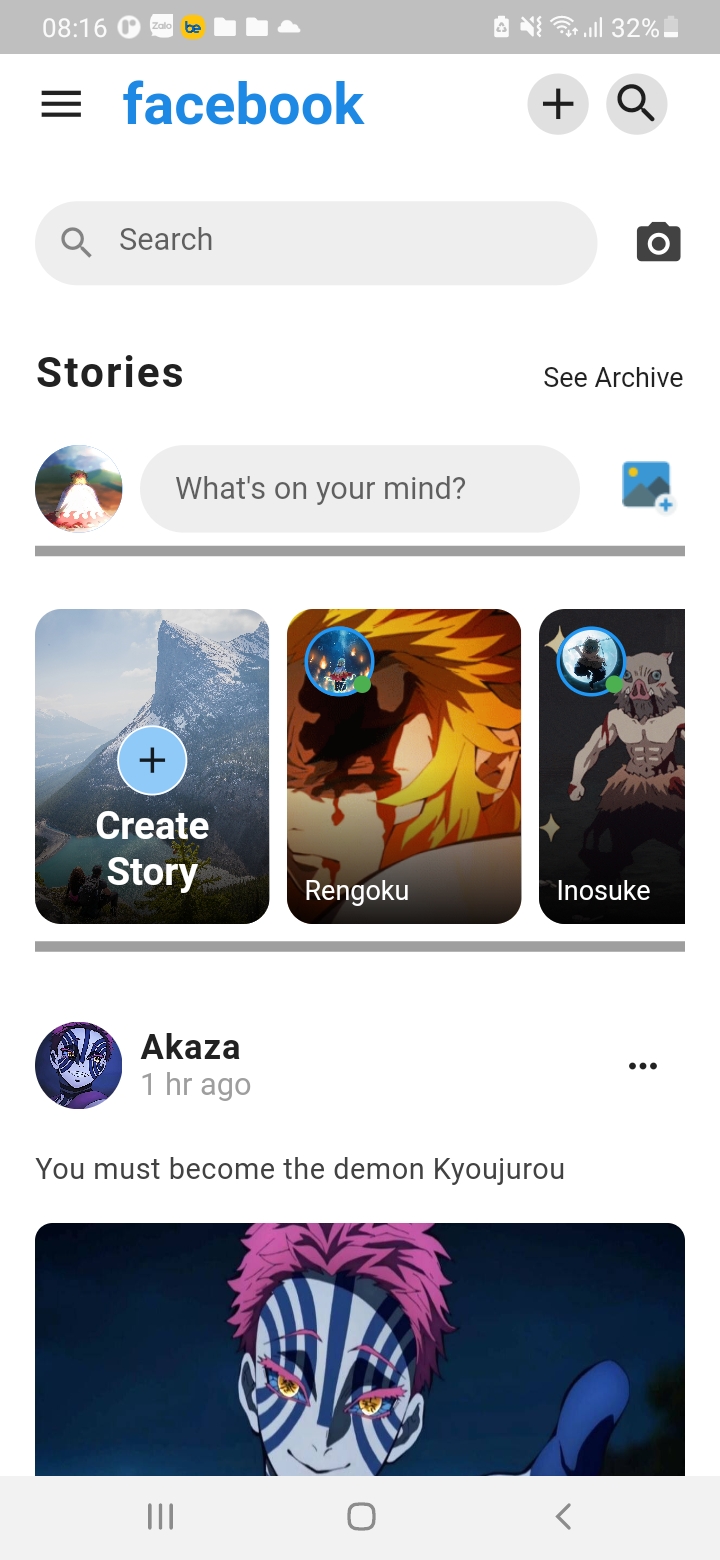 08:16 Zalo be 32%
facebook
Search
Stories
See Archive
What's on your mind?
Create
Story
Rengoku
Inosuke
Akaza
1 hr ago
You must become the demon Kyoujurou